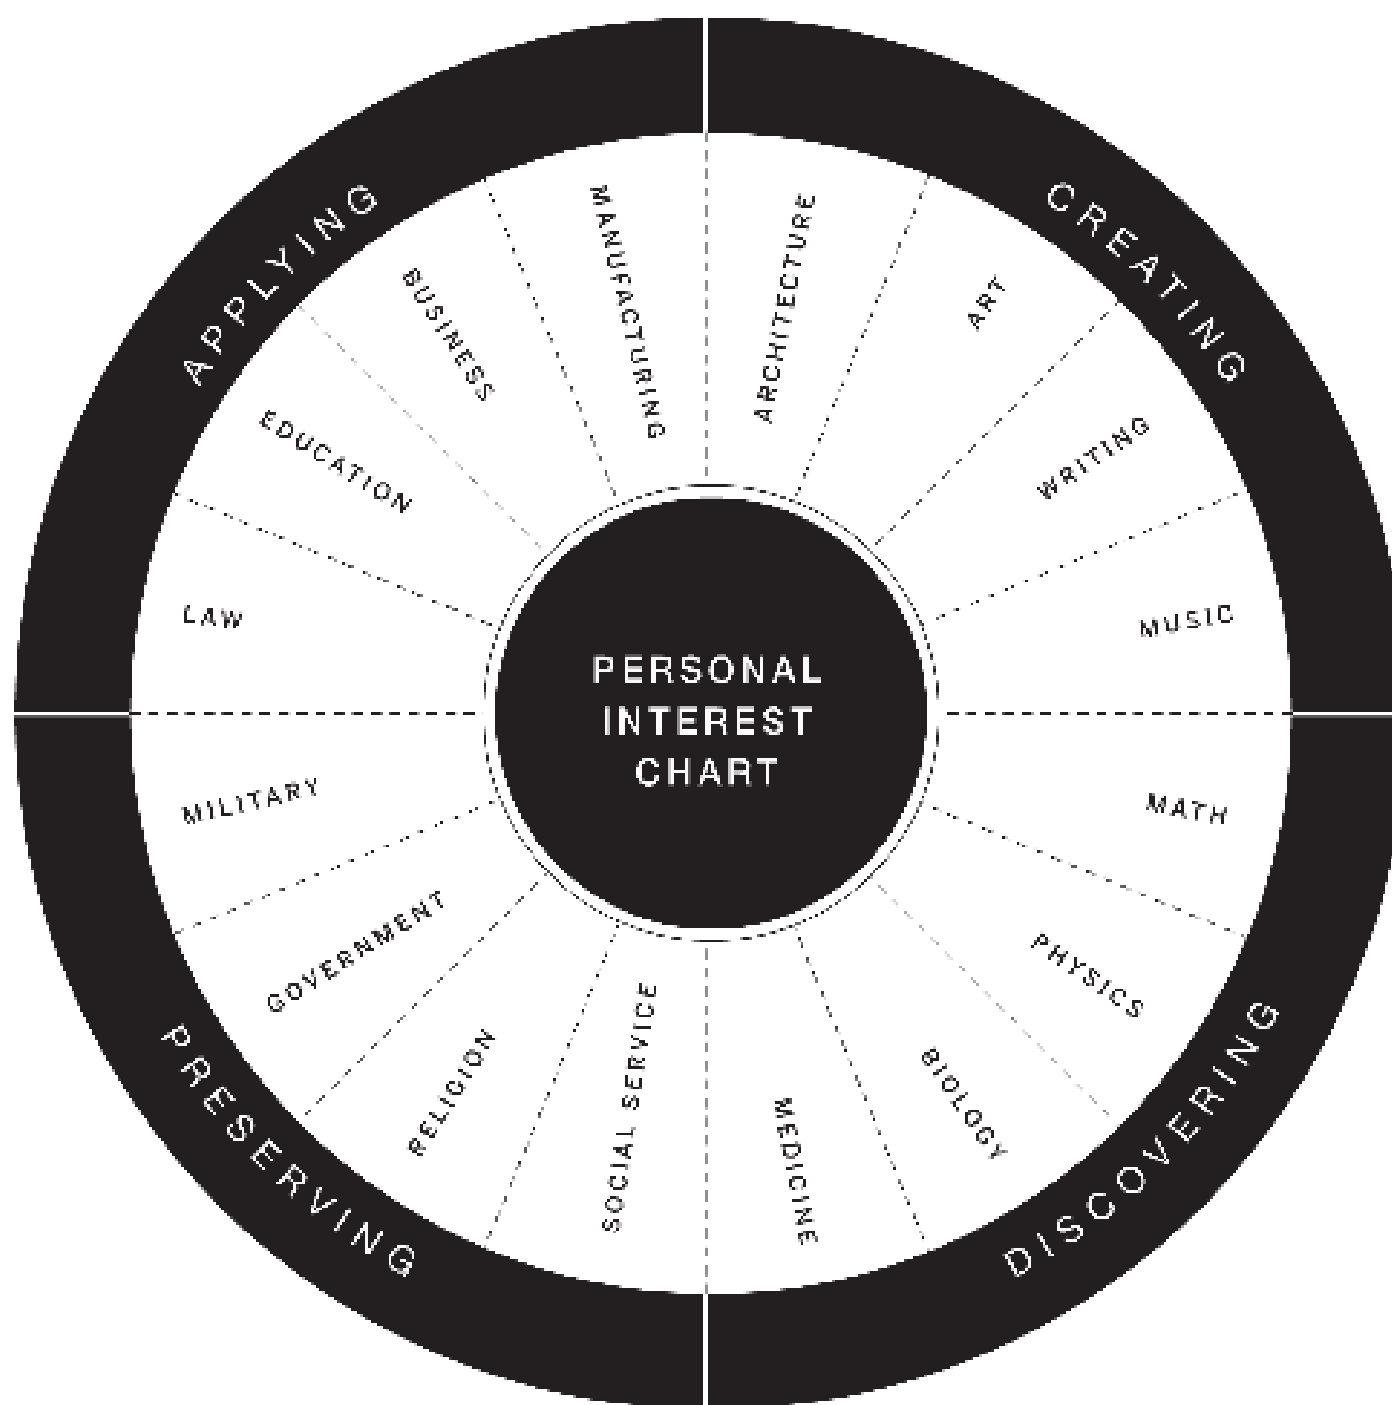 PERSONAL
INTEREST
CHART
CREATING
ARCHITECTURE
ART
WRITING
MUSIC
DISCOVERING
MATH
PHYSICS
BIOLOGY
MEDICINE
PRESERVING
SOCIAL SERVICE
RELIGION
GOVERNMENT
MILITARY
APPLYING
LAW
EDUCATION
BUSINESS
MANUFACTURING